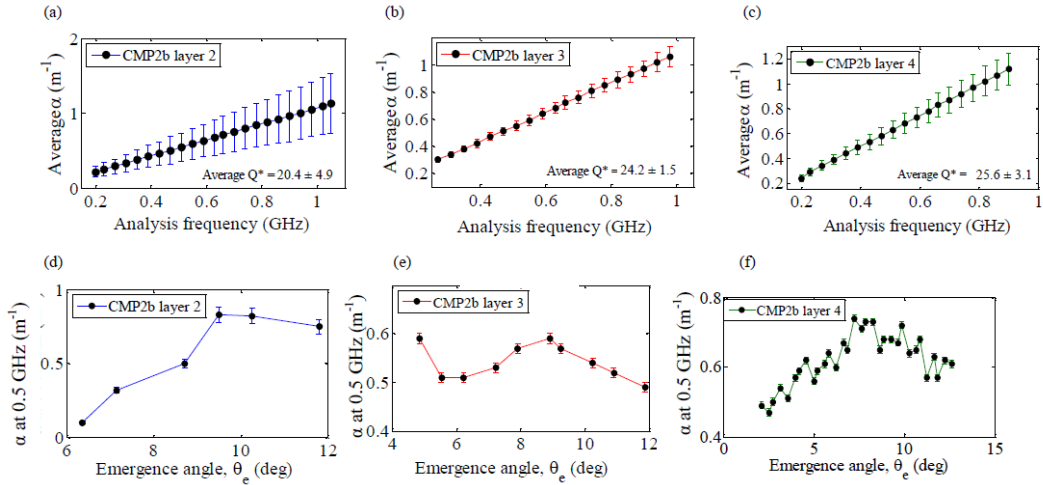 (a)
2
CMP2b layer 2
1
Average α (m⁻¹)
Average Q* = 20.4 ± 4.9
0
0.2 0.4 0.6 0.8 1
Analysis frequency (GHz)
(b)
CMP2b layer 3
1
0.8
0.6
0.4
0.2
Average α (m⁻¹)
Average Q* = 24.2 ± 1.5
0.4 0.6 0.8 1
Analysis frequency (GHz)
(c)
CMP2b layer 4
1.2
1
0.8
0.6
0.4
0.2
Average α (m⁻¹)
Average Q* = 25.6 ± 3.1
0.2 0.4 0.6 0.8 1
Analysis frequency (GHz)
(d)
1
CMP2b layer 2
0.5
α at 0.5 GHz (m⁻¹)
0
6 8 10 12
Emergence angle, θₑ (deg)
(e)
CMP2b layer 3
0.6
0.5
0.4
α at 0.5 GHz (m⁻¹)
4 6 8 10 12
Emergence angle, θₑ (deg)
(f)
0.8
CMP2b layer 4
0.6
0.4
α at 0.5 GHz (m⁻¹)
0 5 10 15
Emergence angle, θₑ (deg)